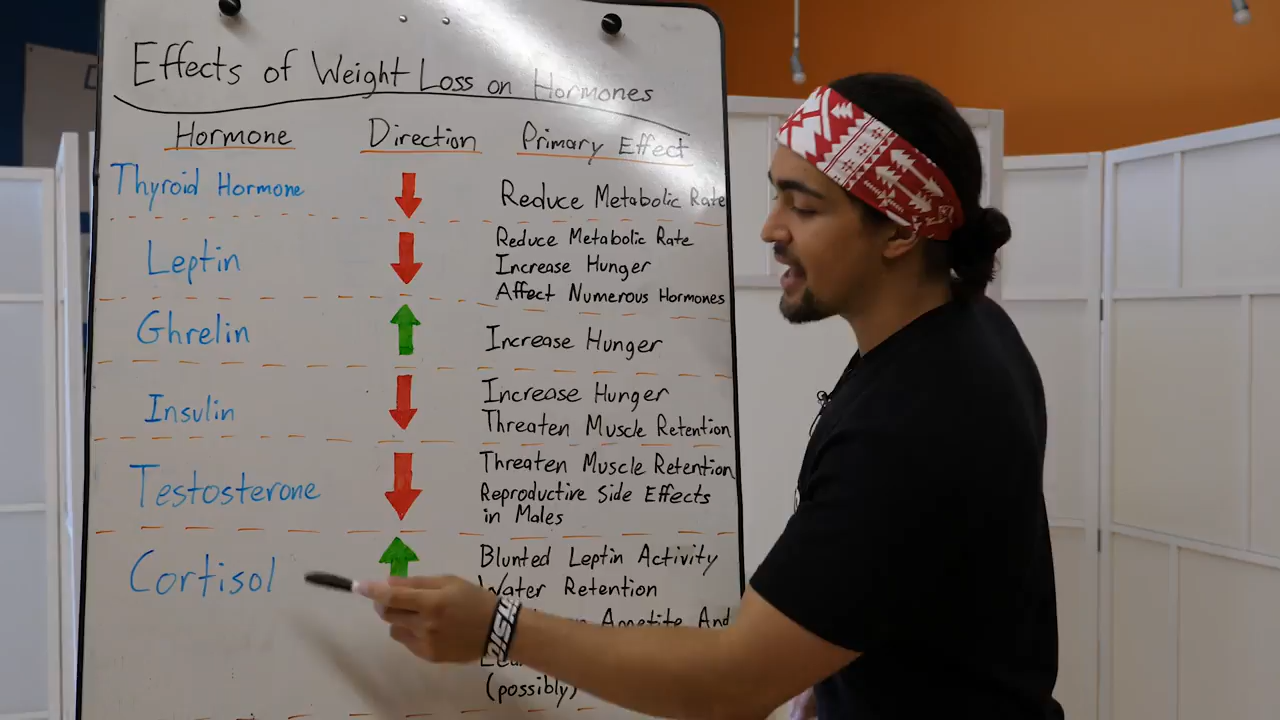 Effects of Weight Loss on Hormones
Hormone Direction Primary Effect
Thyroid Hormone Reduce Metabolic Rate
Leptin Reduce Metabolic Rate
Increase Hunger
Affect Numerous Hormones
Ghrelin Increase Hunger
Insulin Increase Hunger
Threaten Muscle Retention
Testosterone Threaten Muscle Retention
Reproductive Side Effects
in Males
Cortisol Blunted Leptin Activity
Water Retention
Appetite And
(possibly)